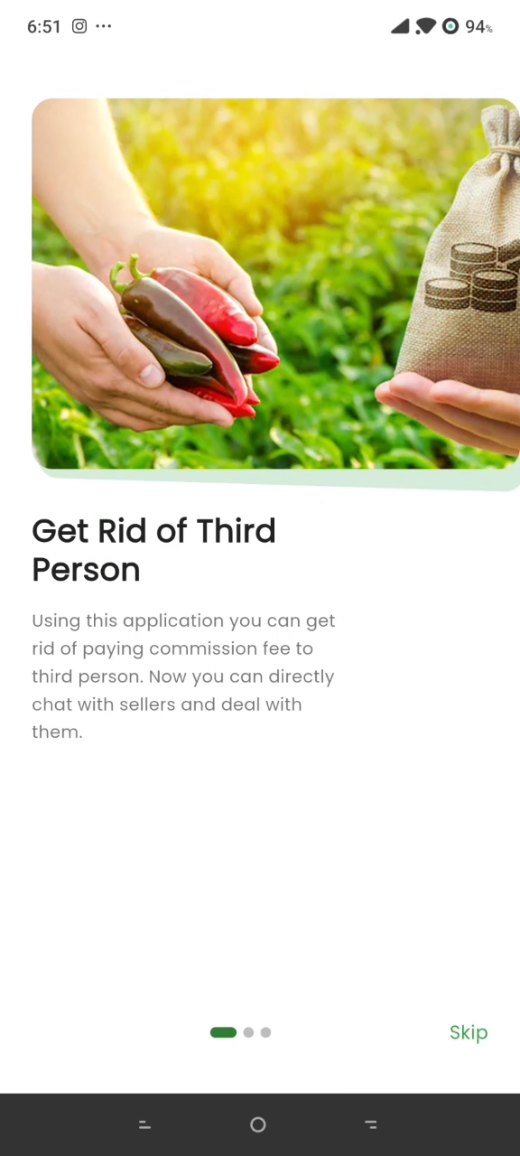 6:51 94%
Get Rid of Third
Person
Using this application you can get
rid of paying commission fee to
third person. Now you can directly
chat with sellers and deal with
them.
Skip